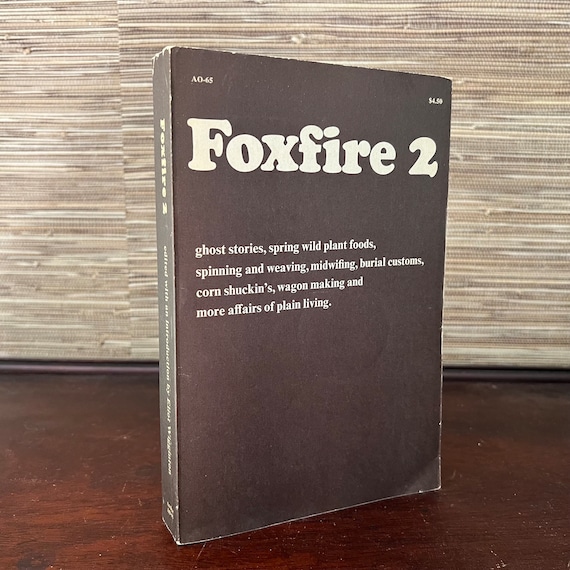 AO-65
$4.50
Foxfire 2
ghost stories, spring wild plant foods,
spinning and weaving, midwifing, burial customs,
corn shuckin's, wagon making and
more affairs of plain living.
Foxfire 2
edited with an introduction by Eliot Wigginton